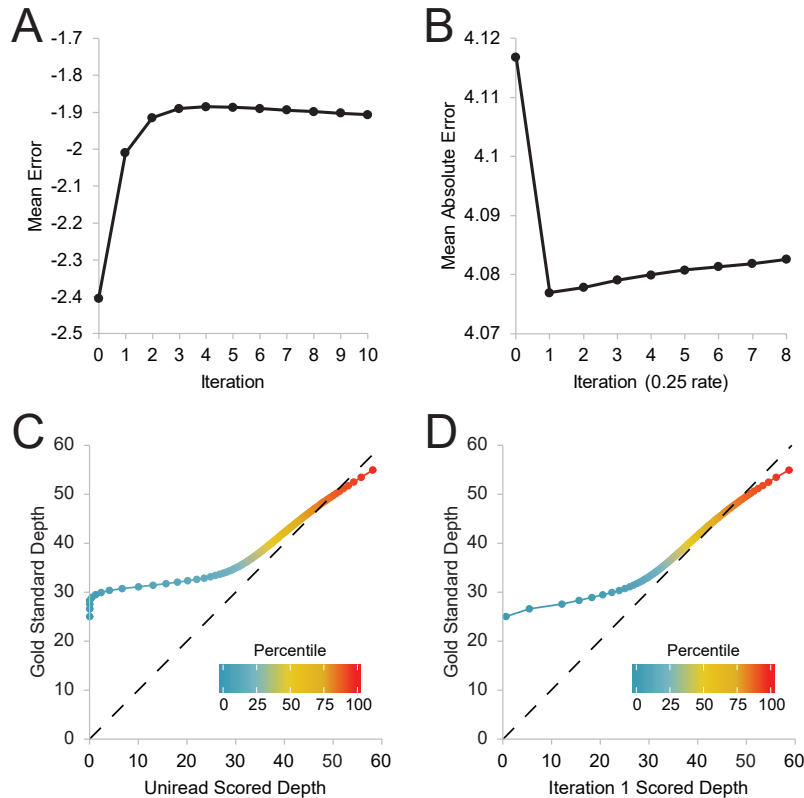 A
-1.7
-1.8
-1.9
-2
-2.1
-2.2
-2.3
-2.4
-2.5
Mean Error
0 1 2 3 4 5 6 7 8 9 10
Iteration
B
4.12
4.11
4.1
4.09
4.08
4.07
Mean Absolute Error
0 1 2 3 4 5 6 7 8
Iteration (0.25 rate)
C
60
50
40
30
20
10
0
Gold Standard Depth
Percentile
0 25 50 75 100
0 10 20 30 40 50 60
Uniread Scored Depth
D
60
50
40
30
20
10
0
Gold Standard Depth
Percentile
0 25 50 75 100
0 10 20 30 40 50 60
Iteration 1 Scored Depth